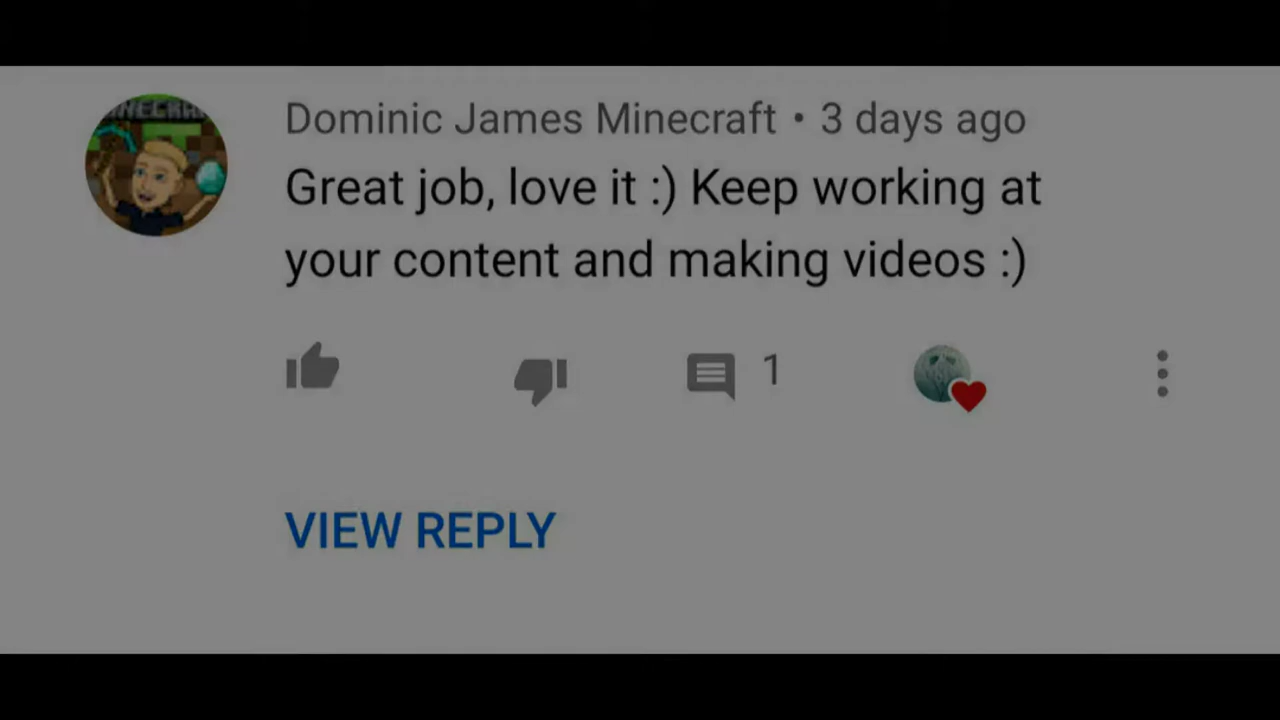 Dominic James Minecraft • 3 days ago
Great job, love it :) Keep working at
your content and making videos :)
1
VIEW REPLY